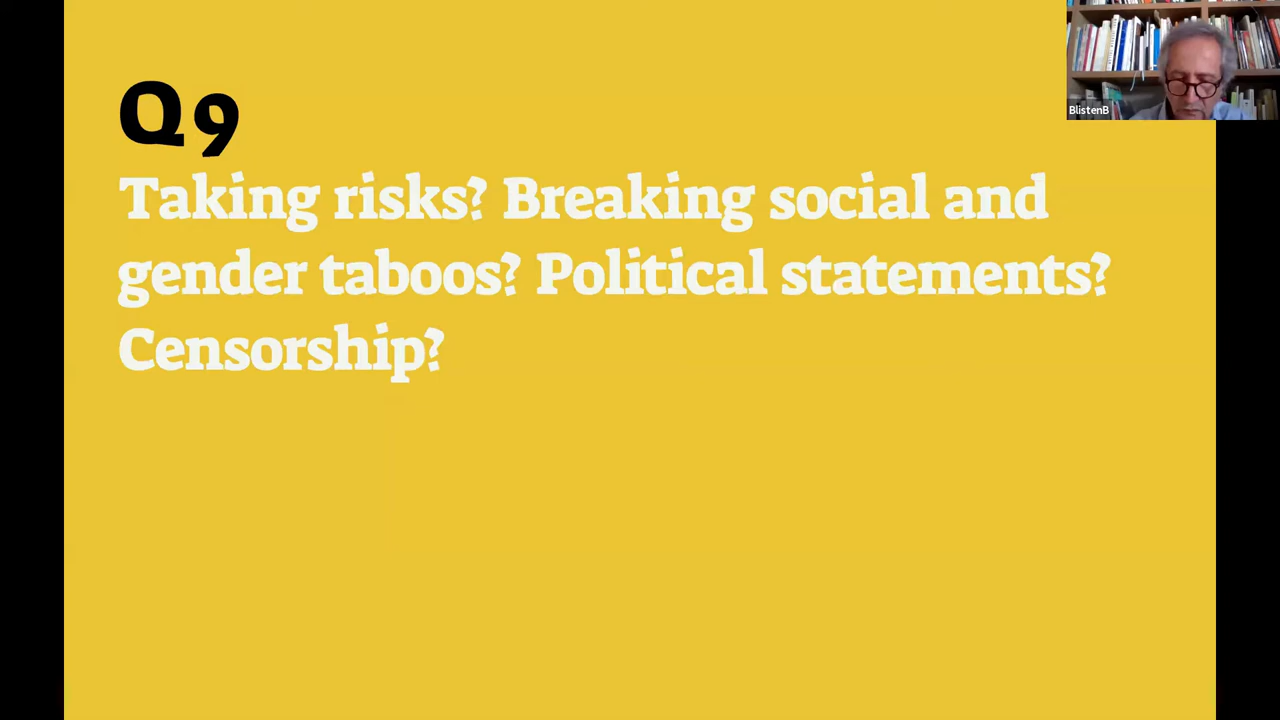 Q9
Taking risks? Breaking social and
gender taboos? Political statements?
Censorship?
BlistenB